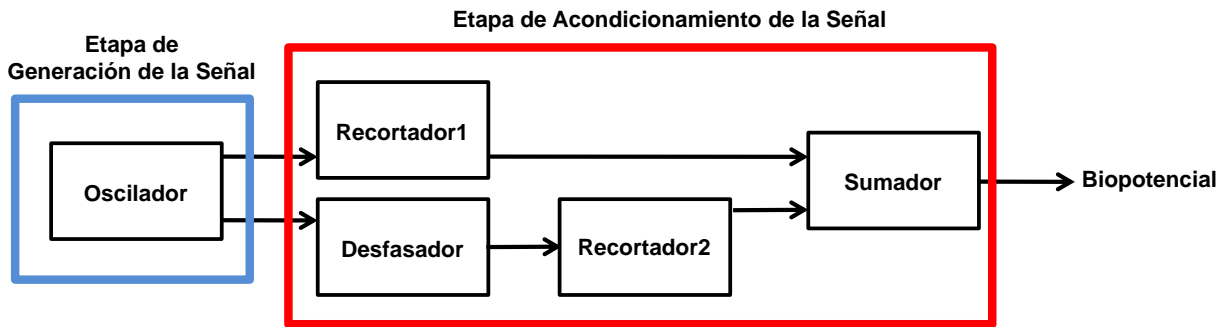 Etapa de Acondicionamiento de la Señal
Etapa de
Generación de la Señal
Recortador1
Oscilador
Sumador
Biopotencial
Desfasador
Recortador2